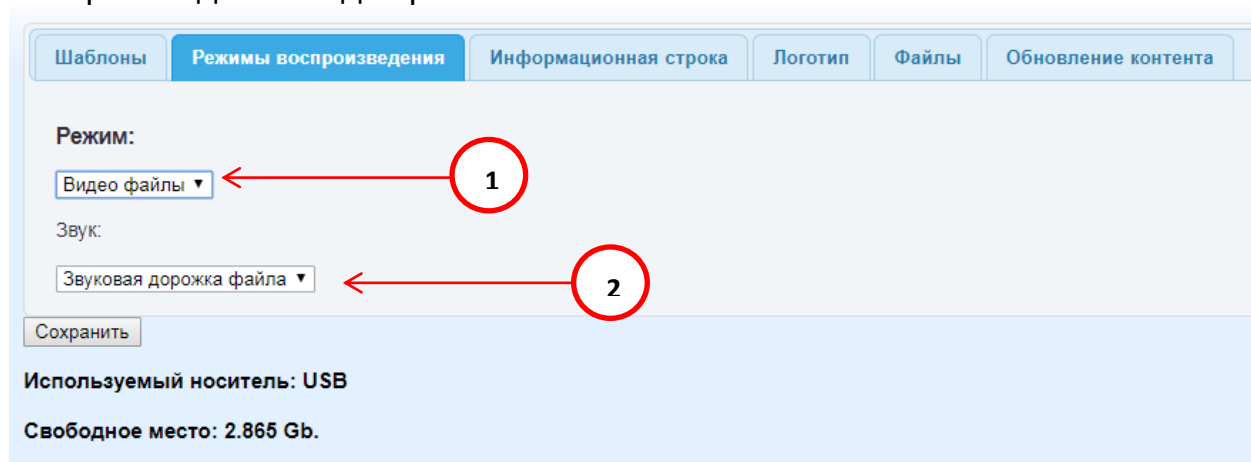 Шаблоны Режимы воспроизведения Информационная строка Логотип Файлы Обновление контента
Режим:
Видео файлы
1
Звук:
Звуковая дорожка файла
2
Сохранить
Используемый носитель: USB
Свободное место: 2.865 Gb.